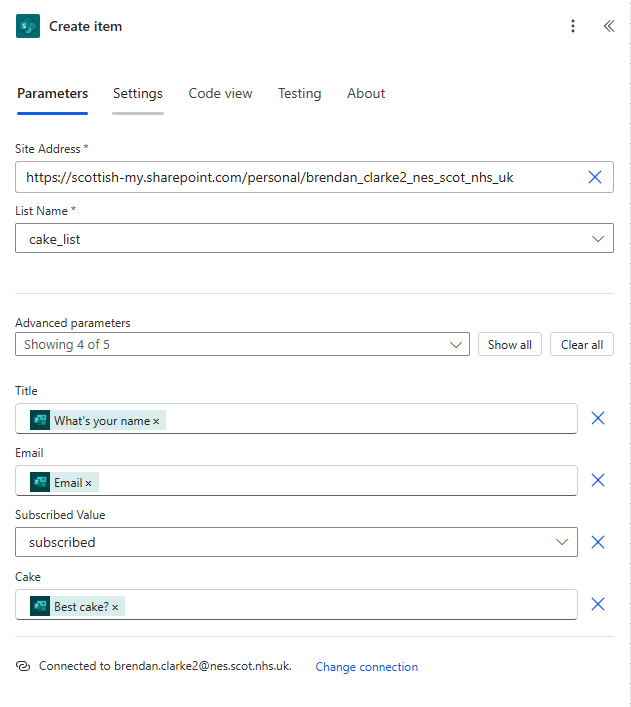 Create item
Parameters Settings Code view Testing About
Site Address *
https://scottish-my.sharepoint.com/personal/brendan_clarke2_nes_scot_nhs_uk
List Name *
cake_list
Advanced parameters
Showing 4 of 5
Show all
Clear all
Title
What's your name ×
Email
Email ×
Subscribed Value
subscribed
Cake
Best cake? ×
Connected to brendan.clarke2@nes.scot.nhs.uk. Change connection